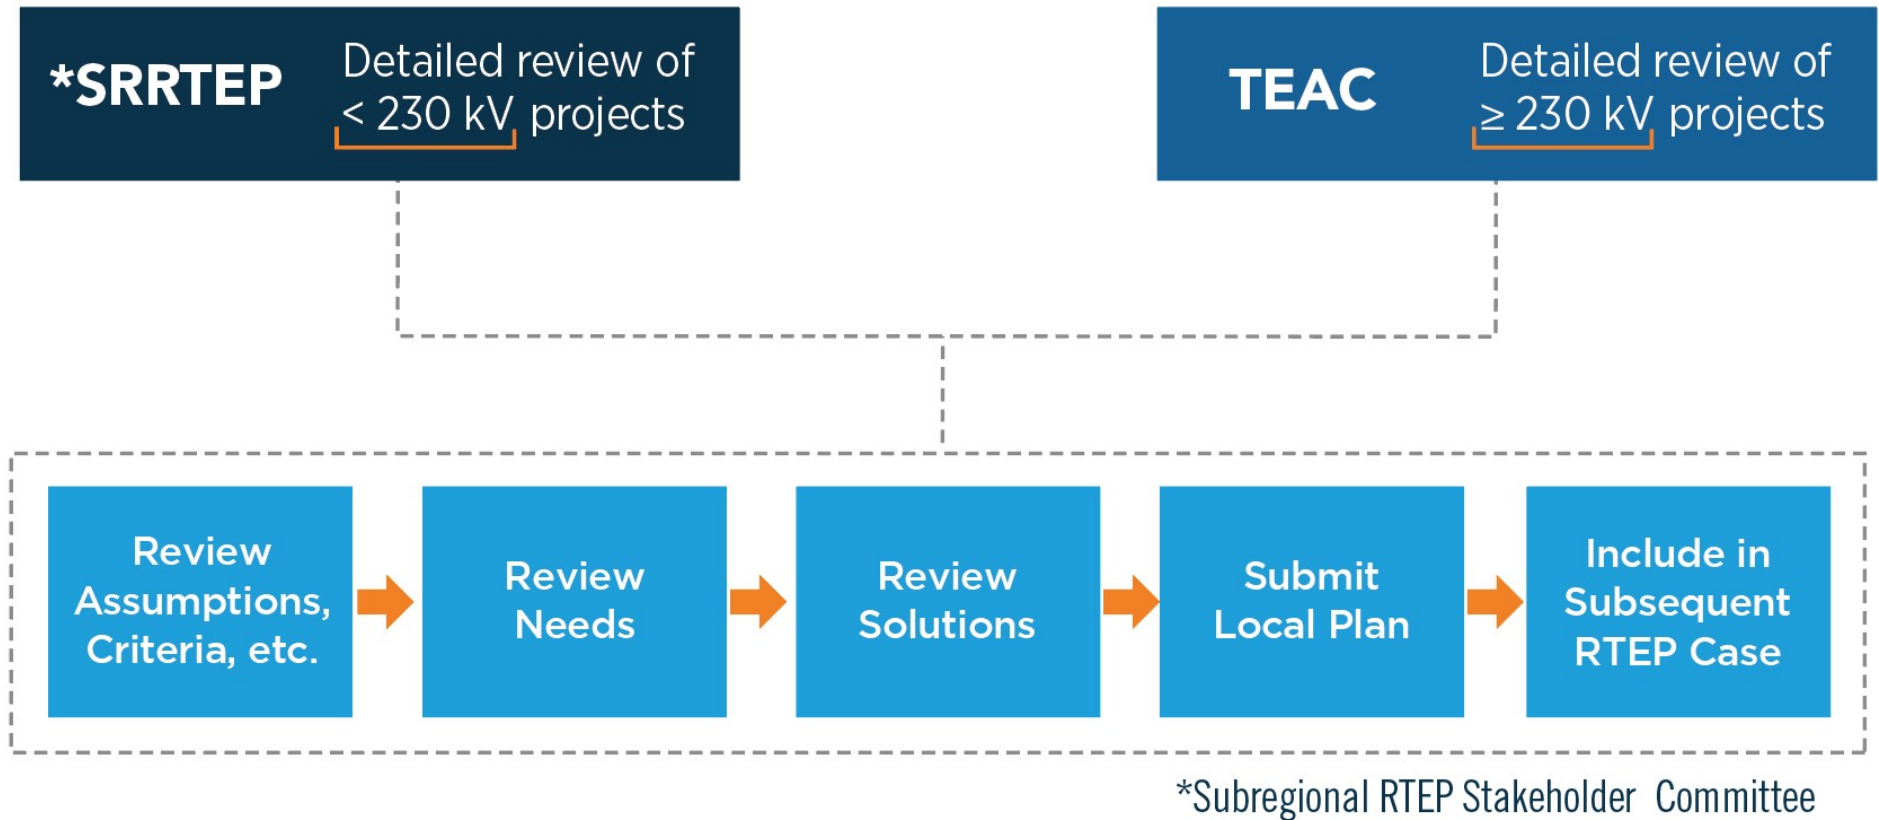 *SRRTEP
Detailed review of
< 230 kV projects
TEAC
Detailed review of
≥ 230 kV projects
Review
Assumptions,
Criteria, etc.
Review
Needs
Review
Solutions
Submit
Local Plan
Include in
Subsequent
RTEP Case
*Subregional RTEP Stakeholder Committee